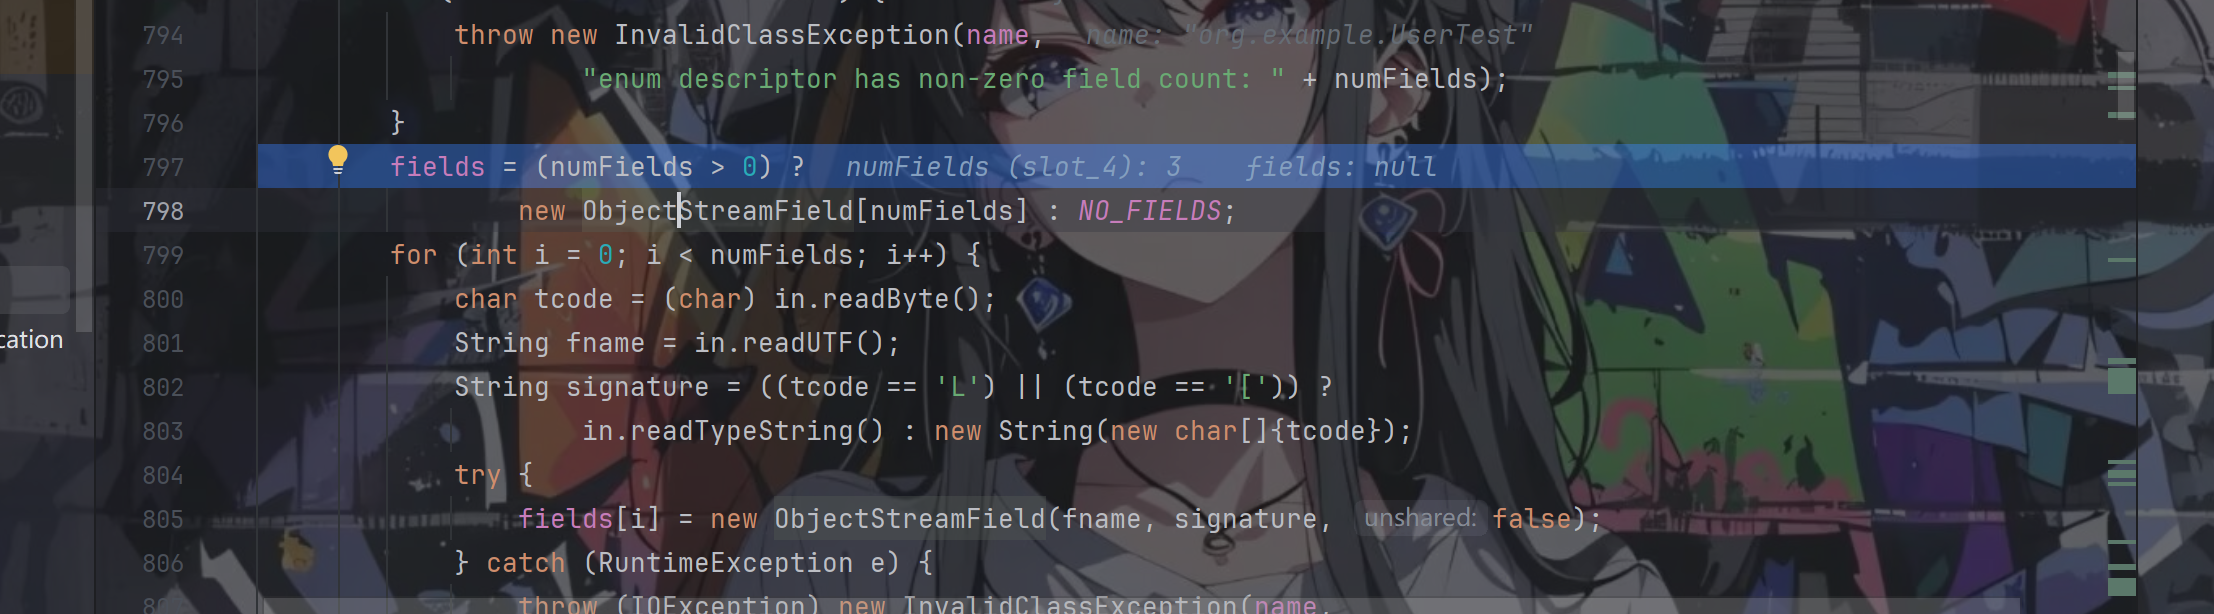 794 throw new InvalidClassException(name, name: "org.example.UserTest"
795 "enum descriptor has non-zero field count: " + numFields);
796 }
797 fields = (numFields > 0) ? numFields (slot_4): 3 fields: null
798 new ObjectStreamField[numFields] : NO_FIELDS;
799 for (int i = 0; i < numFields; i++) {
800 char tcode = (char) in.readByte();
cation
801 String fname = in.readUTF();
802 String signature = ((tcode == 'L') || (tcode == '[')) ?
803 in.readTypeString() : new String(new char[]{tcode});
804 try {
805 fields[i] = new ObjectStreamField(fname, signature, unshared: false);
806 } catch (RuntimeException e) {
throw (IOException) new InvalidClassException(name,